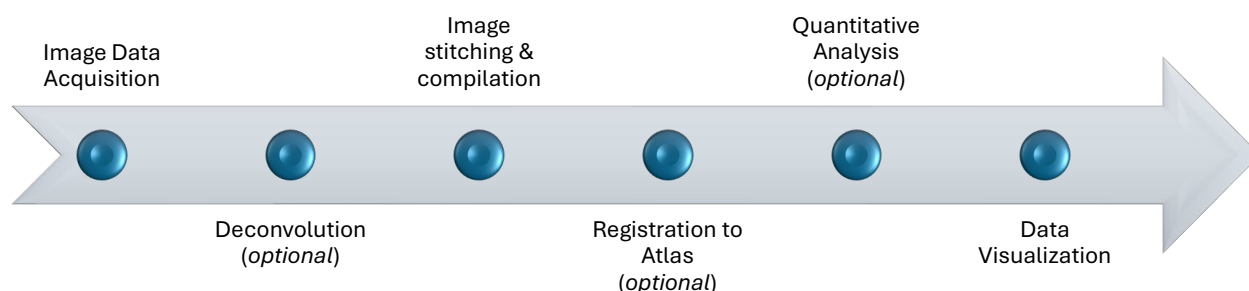 Image Data
Acquisition
Deconvolution
(optional)
Image
stitching &
compilation
Registration to
Atlas
(optional)
Quantitative
Analysis
(optional)
Data
Visualization